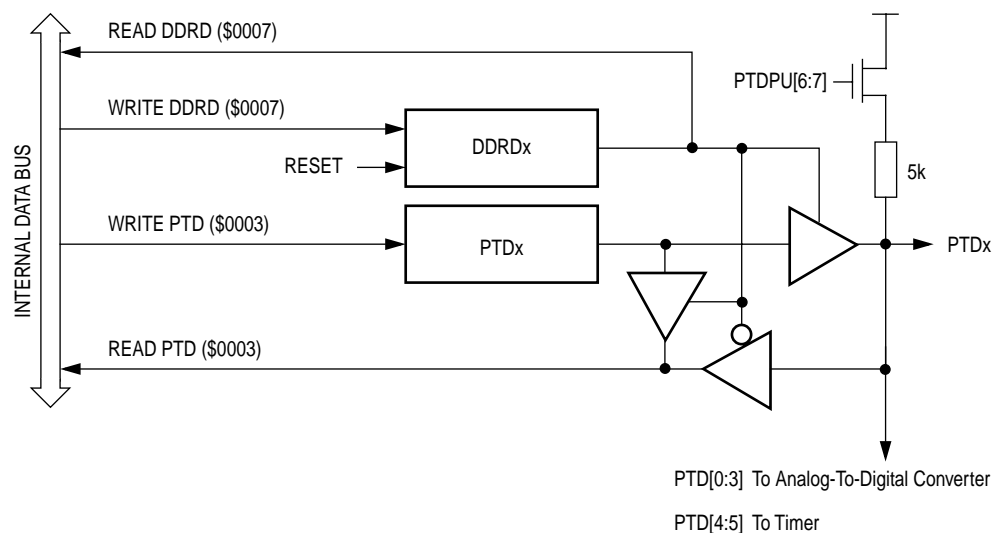 READ DDRD ($0007)
PTDPU[6:7]
WRITE DDRD ($0007)
DDRDx
RESET
5k
INTERNAL DATA BUS
WRITE PTD ($0003)
PTDx
PTDx
READ PTD ($0003)
PTD[0:3] To Analog-To-Digital Converter
PTD[4:5] To Timer